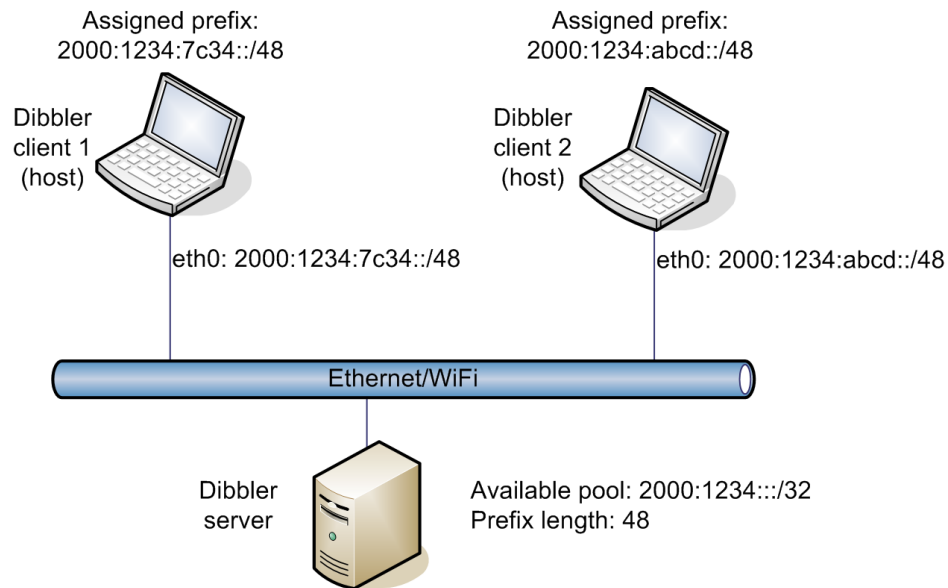 Assigned prefix:
2000:1234:7c34::/48
Assigned prefix:
2000:1234:abcd::/48
Dibbler
client 1
(host)
Dibbler
client 2
(host)
eth0: 2000:1234:7c34::/48
eth0: 2000:1234:abcd::/48
Ethernet/WiFi
Dibbler
server
Available pool: 2000:1234:::/32
Prefix length: 48